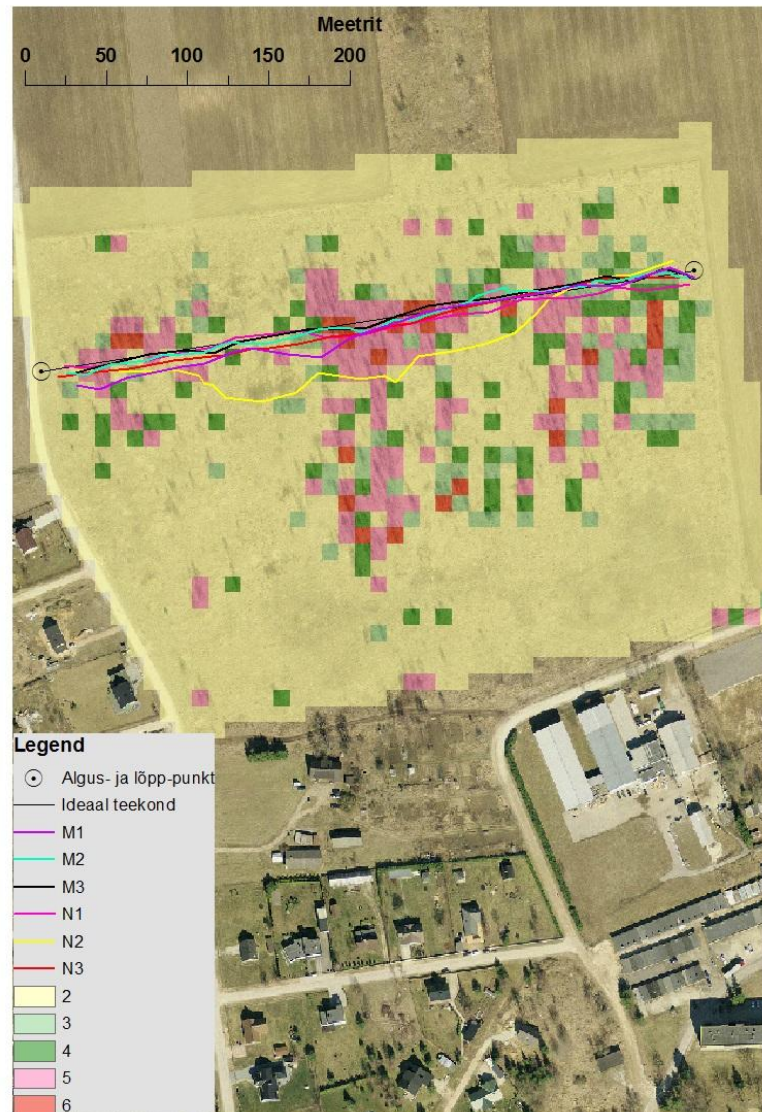 Meetrit
0 50 100 150 200
Legend
Algus- ja lõpp-punkt
Ideaal teekond
M1
M2
M3
N1
N2
N3
2
3
4
5
6